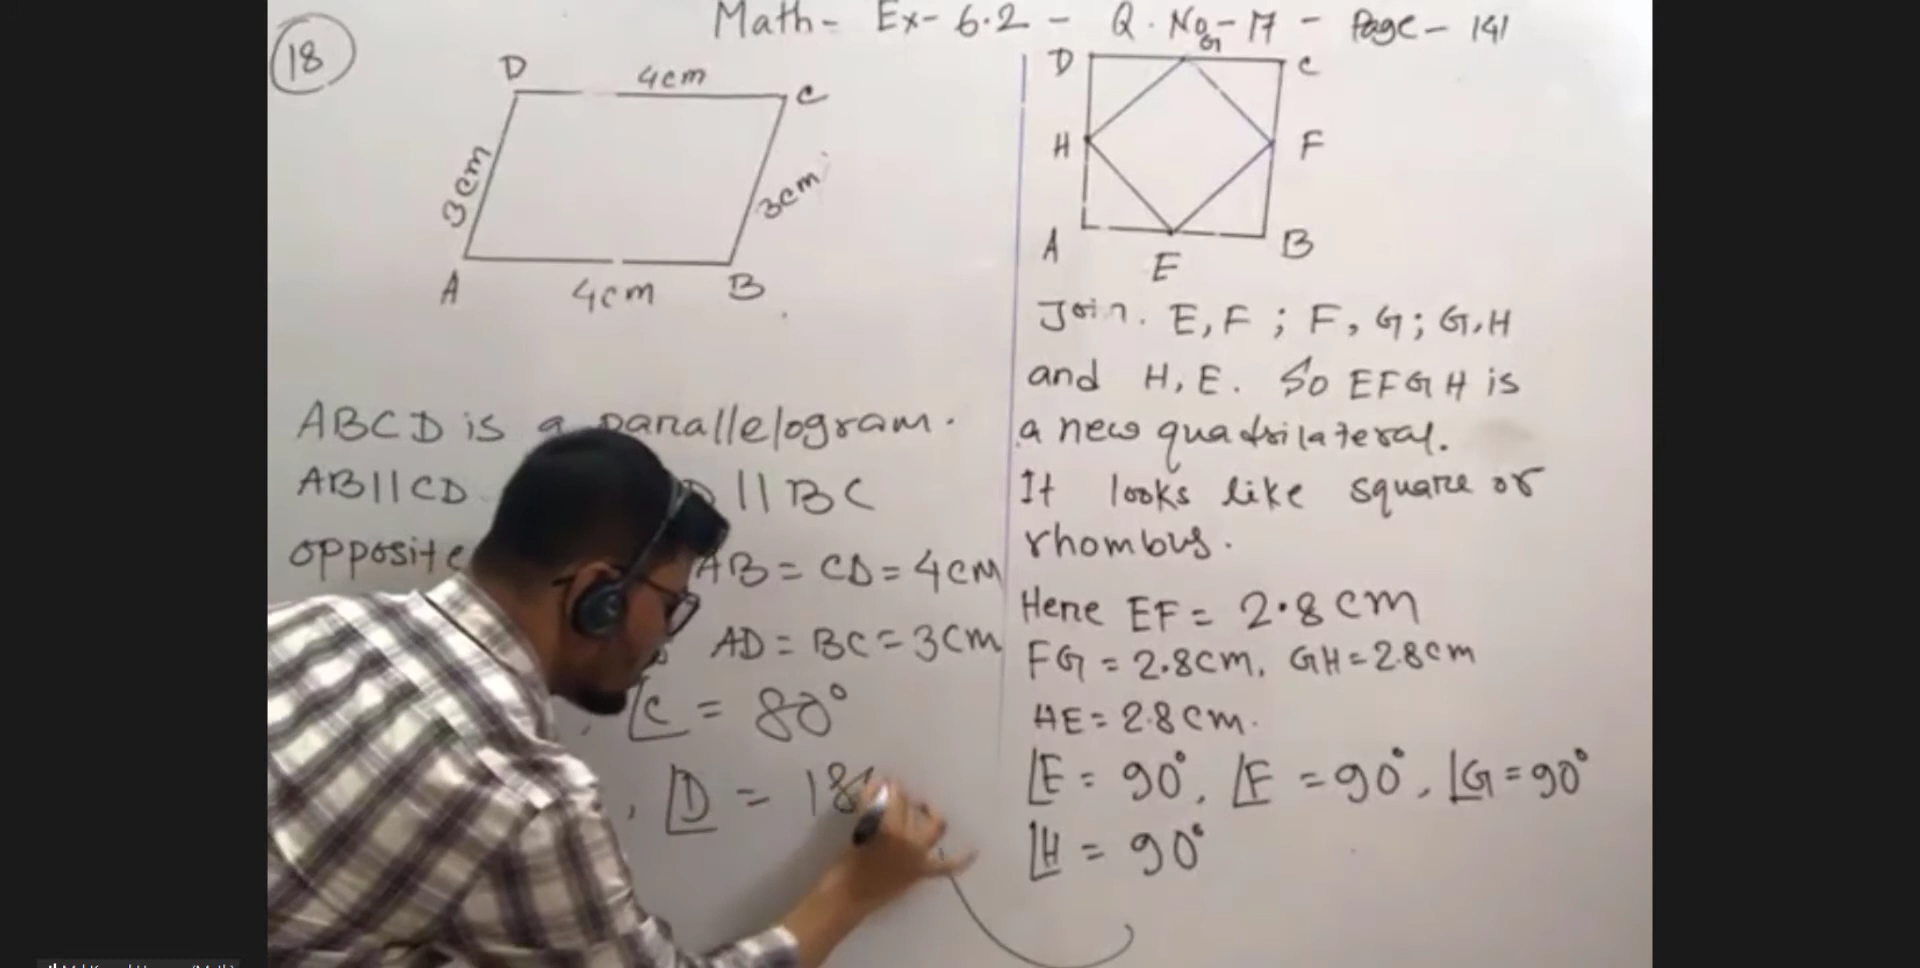 Math - Ex - 6.2 - Q. No - 17 - Page - 141
18
D 4cm C
3cm
3cm
A 4cm B
ABCD is a parallelogram.
AB||CD || BC
opposite AB = CD = 4cm
AD = BC = 3cm
∠C = 80°
, ∠D = 18
G
D C
H F
A E B
Join. E, F ; F, G ; G, H
and H, E. So EFGH is
a new quadrilateral.
It looks like square or
rhombus.
Here EF = 2.8 cm
FG = 2.8cm, GH = 2.8cm
HE = 2.8cm.
∠E = 90°, ∠F = 90°, ∠G = 90°
∠H = 90°